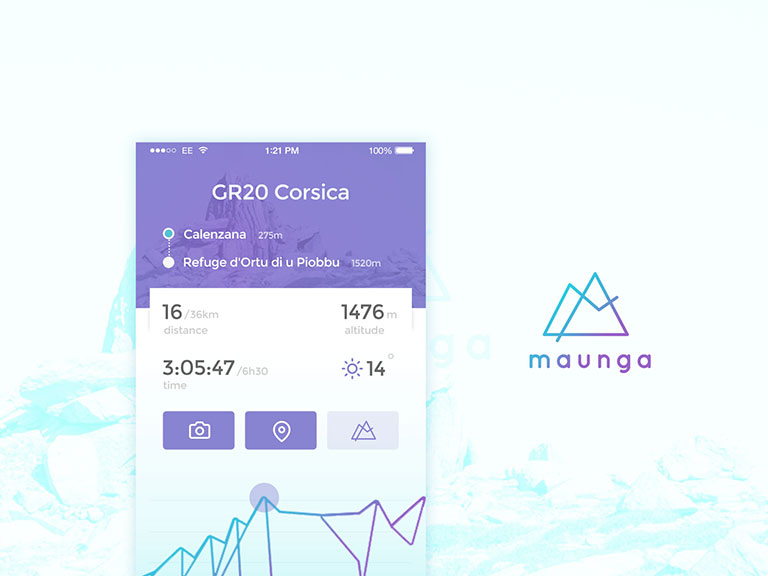 EE 1:21 PM 100%
GR20 Corsica
Calenzana 275m
Refuge d'Ortu di u Piobbu 1520m
16 /36km 1476 m
distance altitude
3:05:47 /6h30 14°
time
maunga